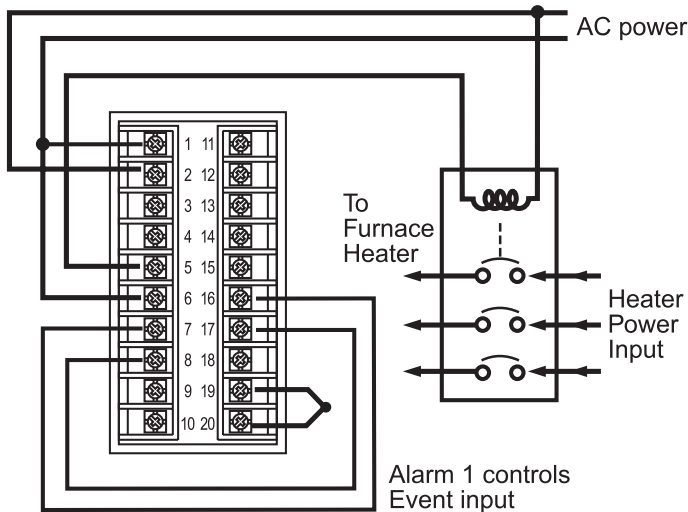 AC power
1 11
2 12
3 13
4 14
5 15
6 16
7 17
8 18
9 19
10 20
To
Furnace
Heater
Heater
Power
Input
Alarm 1 controls
Event input